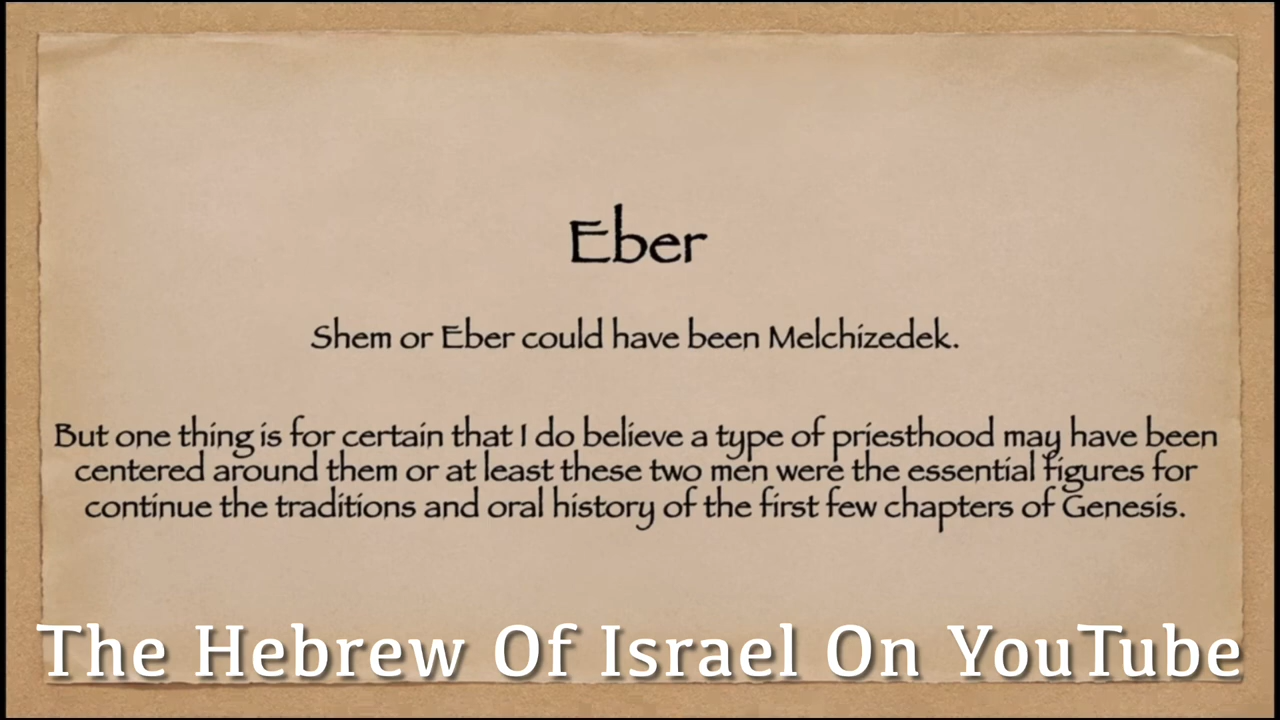 Eber
Shem or Eber could have been Melchizedek.
But one thing is for certain that I do believe a type of priesthood may have been
centered around them or at least these two men were the essential figures for
continue the traditions and oral history of the first few chapters of Genesis.
The Hebrew Of Israel On YouTube